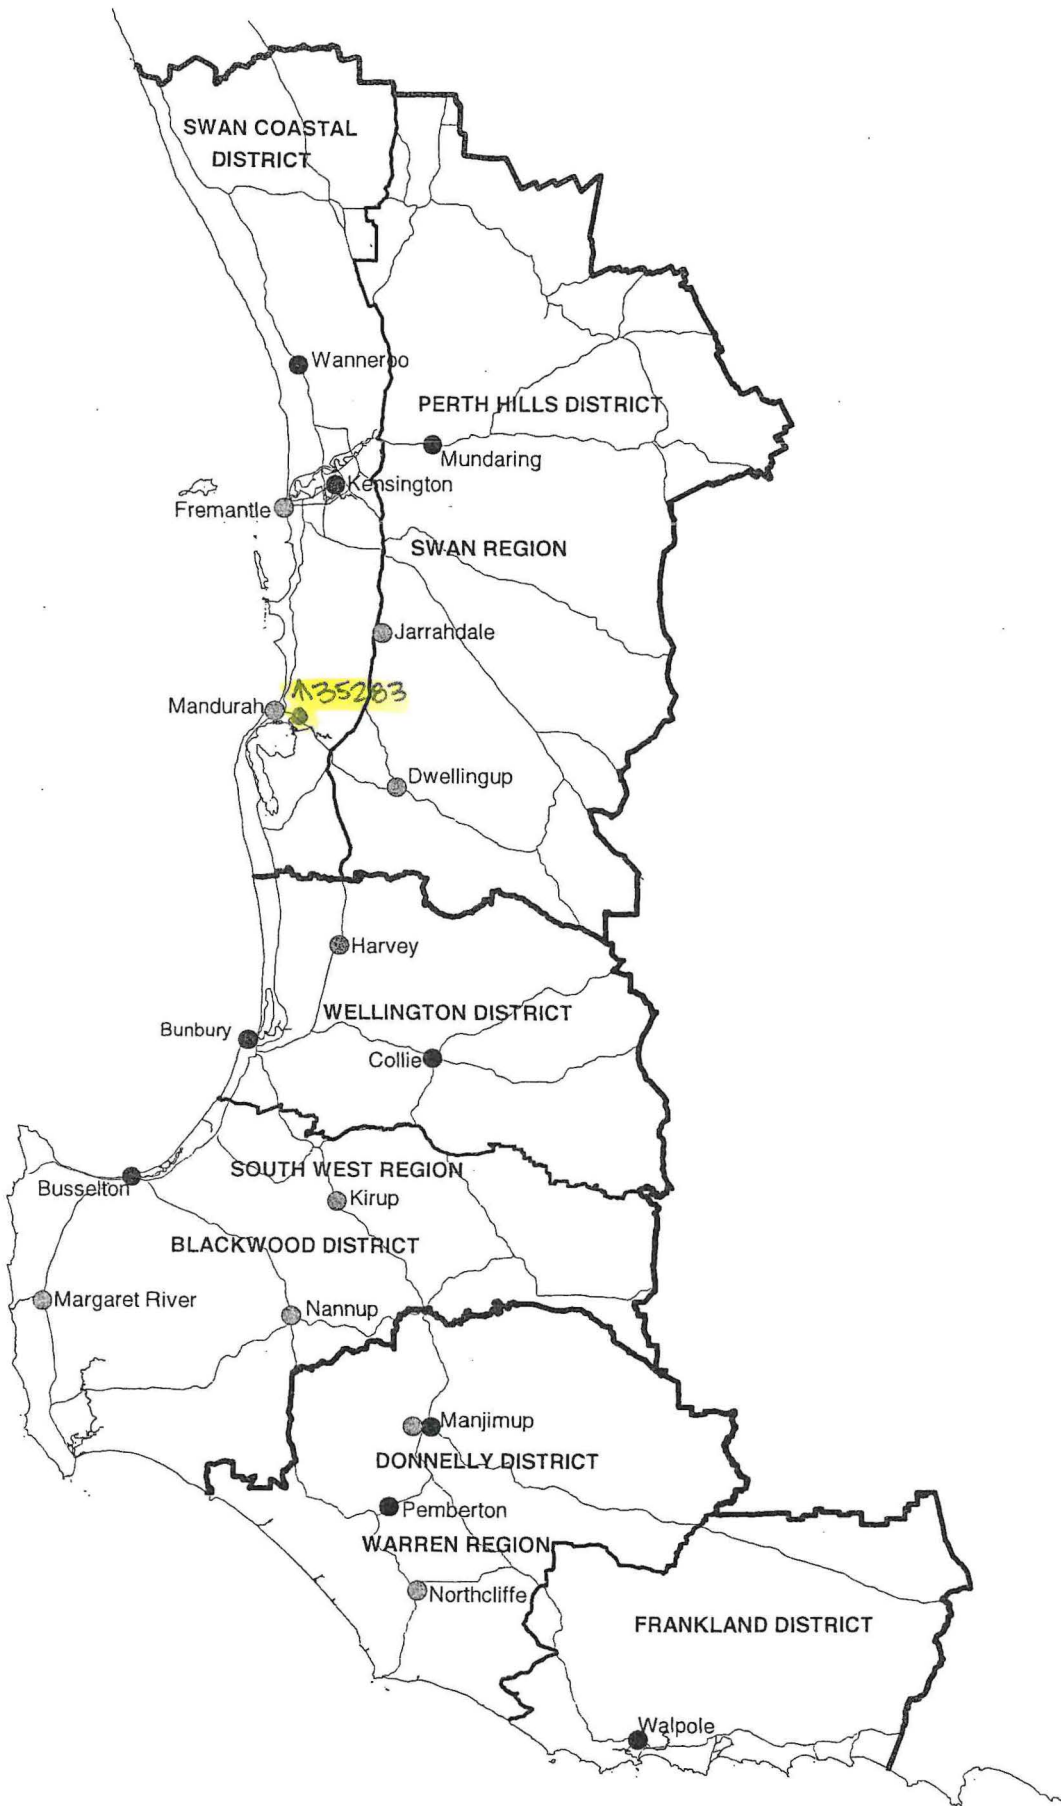 SWAN COASTAL
DISTRICT
Wanneroo
PERTH HILLS DISTRICT
Mundaring
Kensington
Fremantle
SWAN REGION
Jarrahdale
A35283
Mandurah
Dwellingup
Harvey
WELLINGTON DISTRICT
Bunbury
Collie
SOUTH WEST REGION
Busselton
Kirup
BLACKWOOD DISTRICT
Margaret River
Nannup
Manjimup
DONNELLY DISTRICT
Pemberton
WARREN REGION
Northcliffe
FRANKLAND DISTRICT
Walpole